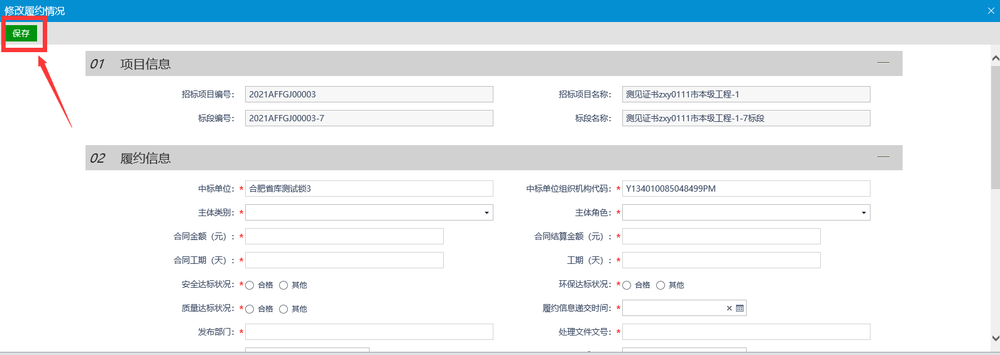 修改履约情况
保存
01 项目信息
招标项目编号： 2021AFFGJ00003 招标项目名称： 测见证书zxy0111市本级工程-1
标段编号： 2021AFFGJ00003-7 标段名称： 测见证书zxy0111市本级工程-1-7标段
02 履约信息
中标单位：* 合肥省库测试锁3 中标单位组织机构代码：* Y134010085048499PM
主体类别：* 主体角色：*
合同金额（元）：* 合同结算金额（元）：*
合同工期（天）：* 工期（天）：*
安全达标状况：* 合格 其他 环保达标状况：* 合格 其他
质量达标状况：* 合格 其他 履约信息递交时间：*
发布部门：* 处理文件文号：*